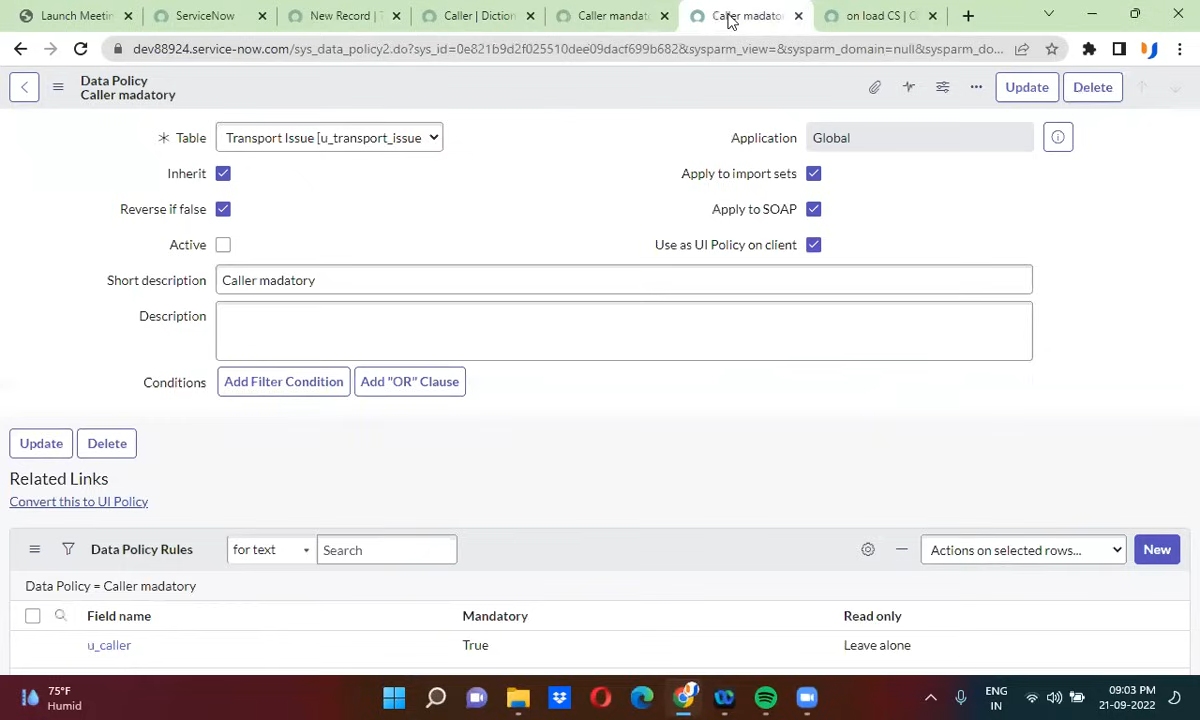 Launch Meetin
ServiceNow
New Record | T
Caller | Diction
Caller mandat
Caller madato
on load CS | Cl
dev88924.service-now.com/sys_data_policy2.do?sys_id=0e821b9d2f025510dee09dacf699b682&sysparm_view=&sysparm_domain=null&sysparm_do...
Data Policy
Caller madatory
Update
Delete
Table
Transport Issue [u_transport_issue
Application
Global
Inherit
Apply to import sets
Reverse if false
Apply to SOAP
Active
Use as UI Policy on client
Short description
Caller madatory
Description
Conditions
Add Filter Condition
Add "OR" Clause
Update
Delete
Related Links
Convert this to UI Policy
Data Policy Rules
for text
Search
Actions on selected rows...
New
Data Policy = Caller madatory
Field name
Mandatory
Read only
u_caller
True
Leave alone
75°F
Humid
ENG
IN
09:03 PM
21-09-2022